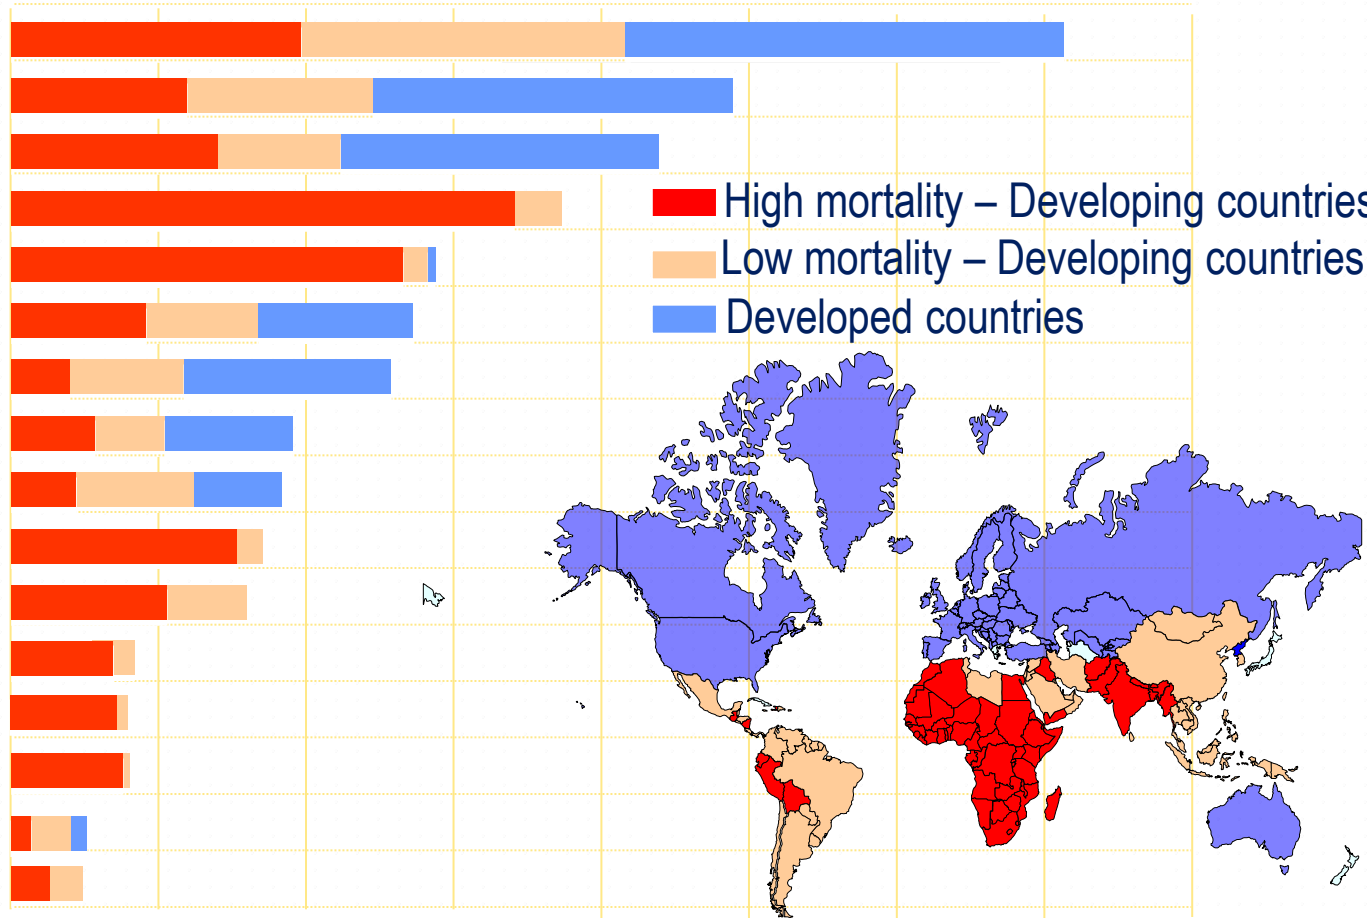 High mortality – Developing countries
Low mortality – Developing countries
Developed countries